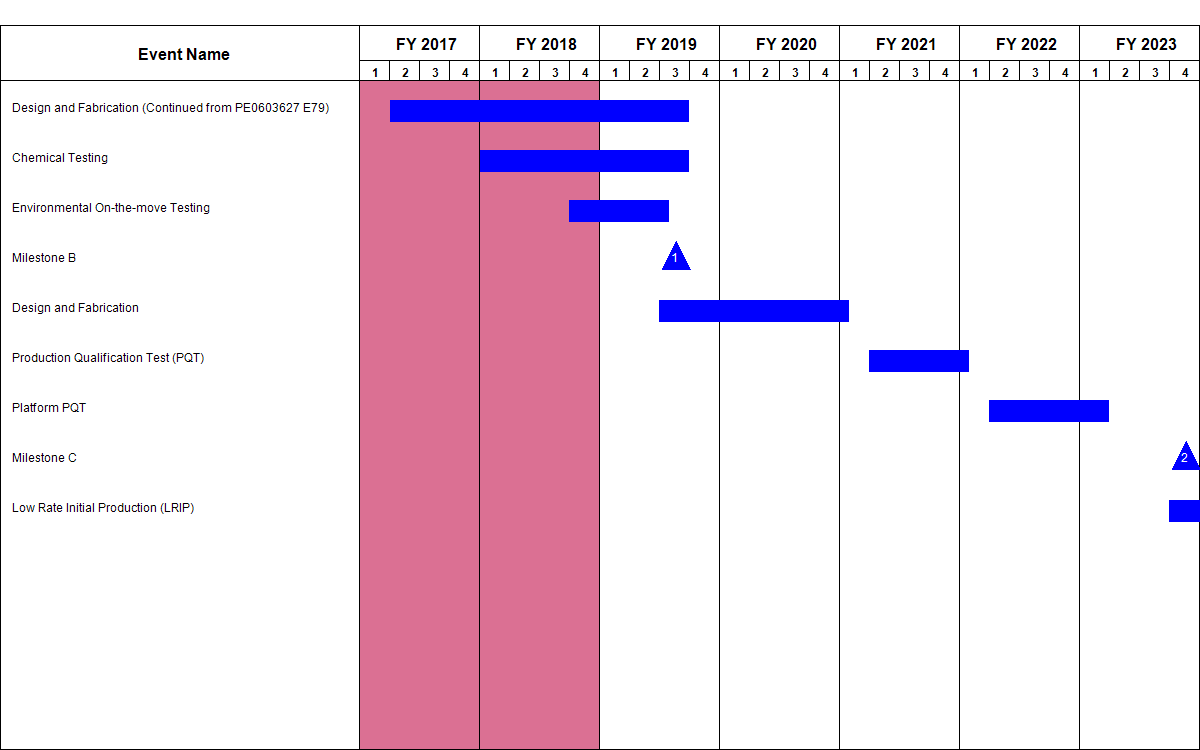 Event Name
FY 2017 FY 2018 FY 2019 FY 2020 FY 2021 FY 2022 FY 2023
1 2 3 4 1 2 3 4 1 2 3 4 1 2 3 4 1 2 3 4 1 2 3 4 1 2 3 4
Design and Fabrication (Continued from PE0603627 E79)
Chemical Testing
Environmental On-the-move Testing
Milestone B 1
Design and Fabrication
Production Qualification Test (PQT)
Platform PQT
Milestone C 2
Low Rate Initial Production (LRIP)